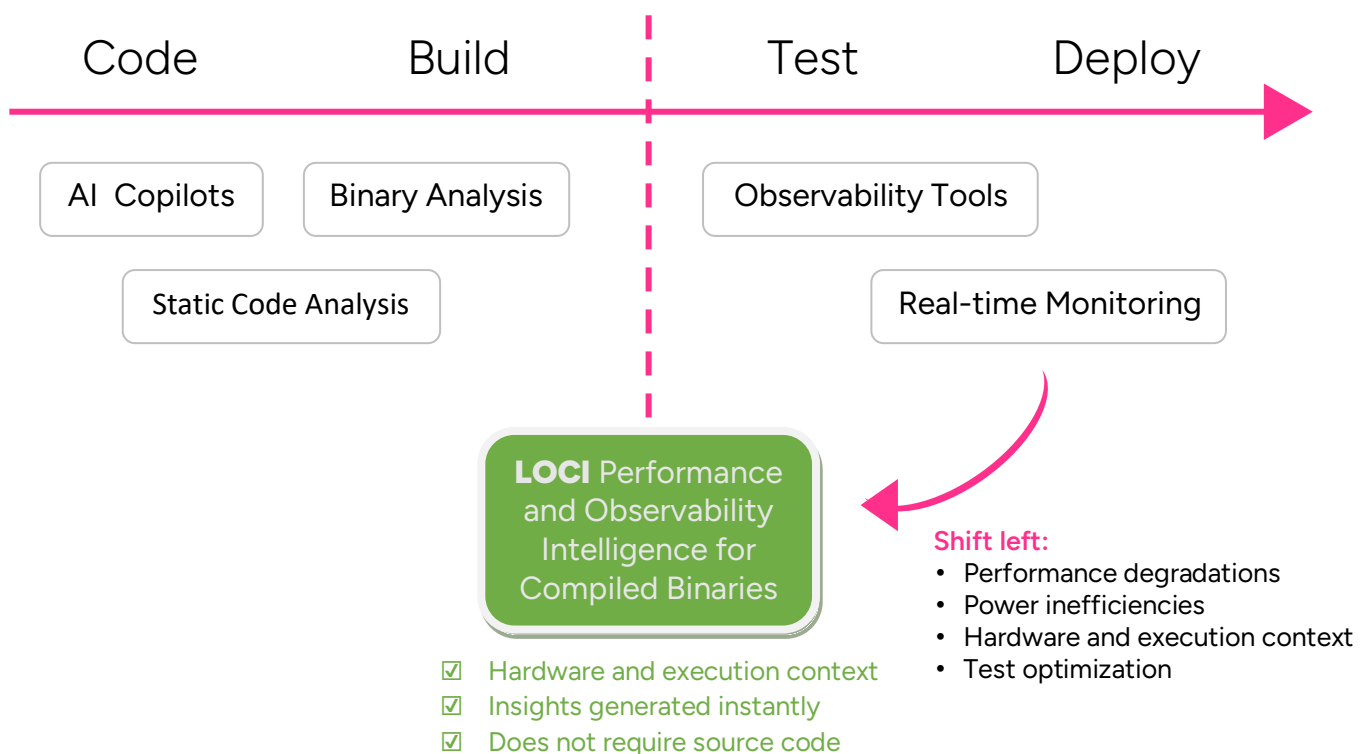 Code
Build
Test
Deploy
AI Copilots
Binary Analysis
Observability Tools
Static Code Analysis
Real-time Monitoring
LOCI Performance
and Observability
Intelligence for
Compiled Binaries
Shift left:
• Performance degradations
• Power inefficiencies
• Hardware and execution context
• Test optimization
☑ Hardware and execution context
☑ Insights generated instantly
☑ Does not require source code